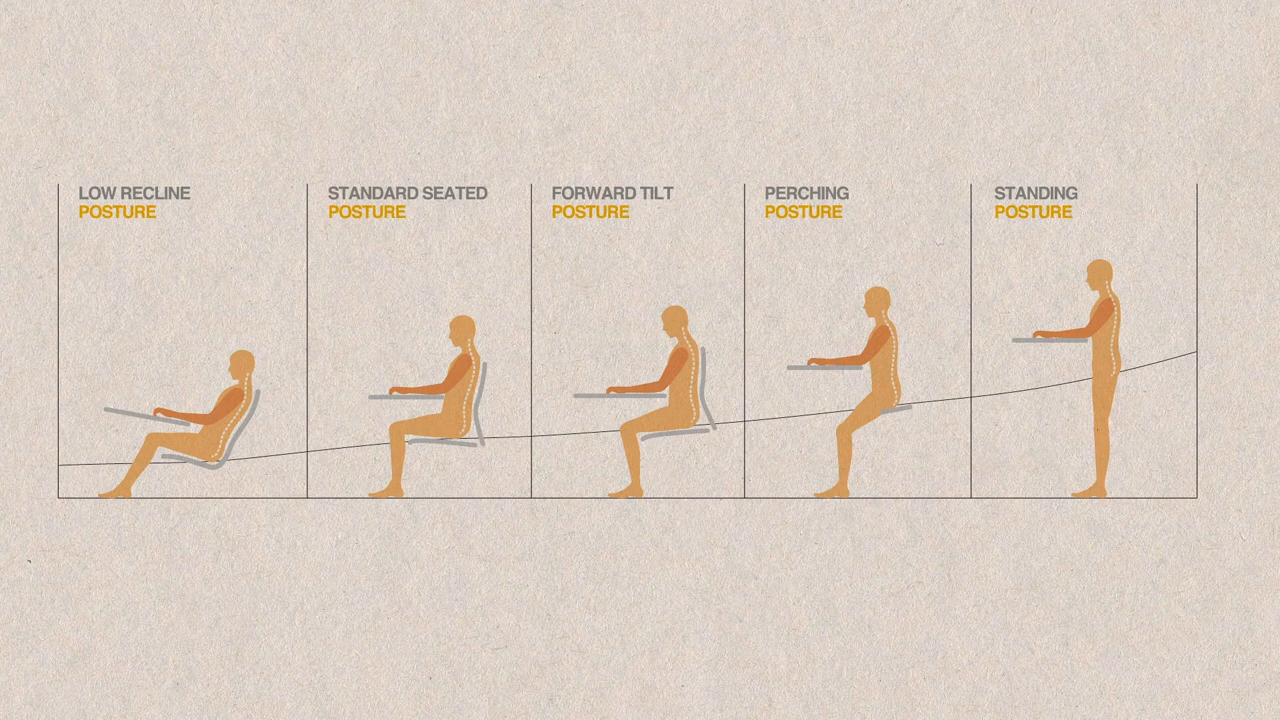 LOW RECLINE
POSTURE
STANDARD SEATED
POSTURE
FORWARD TILT
POSTURE
PERCHING
POSTURE
STANDING
POSTURE